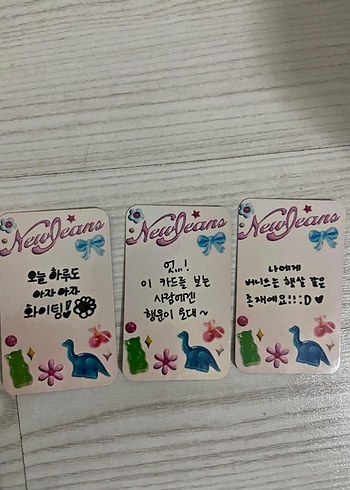 NewJeans
오늘 하루도
아자 아자
화이팅!
NewJeans
엇...!
이 카드를 보는
사람에겐
행운이 온대~
NewJeans
나에게
버니즈는 햇살 같은
존재에요!!! :D ♥